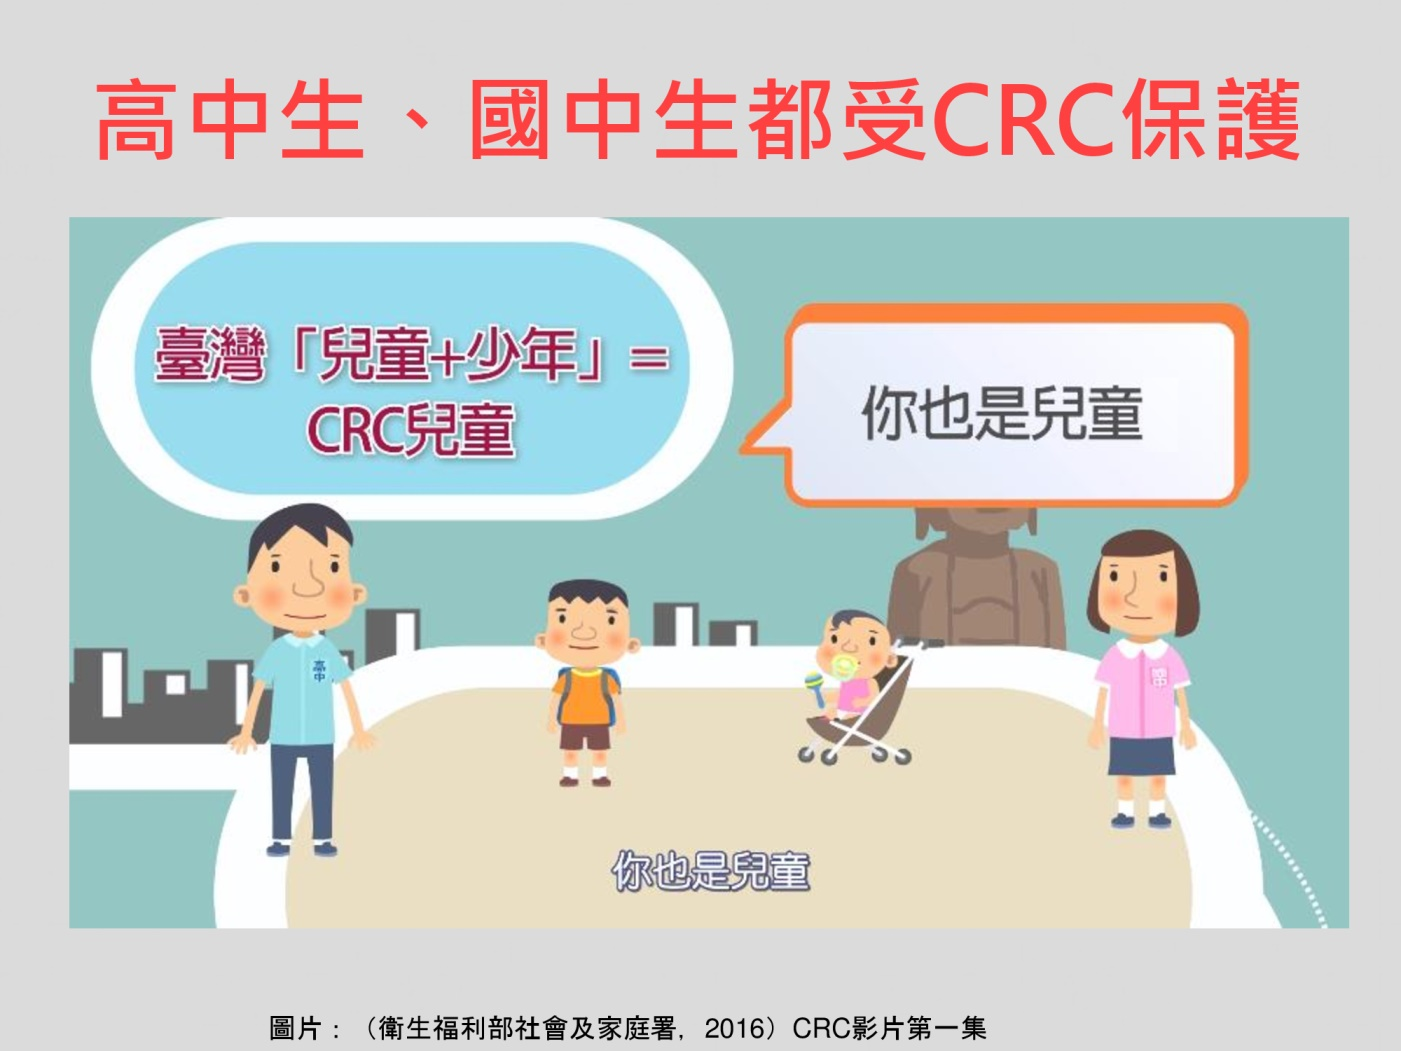 高中生、國中生都受CRC保護
臺灣「兒童+少年」=
CRC兒童
你也是兒童
高中
國中
你也是兒童
圖片：（衛生福利部社會及家庭署, 2016）CRC影片第一集